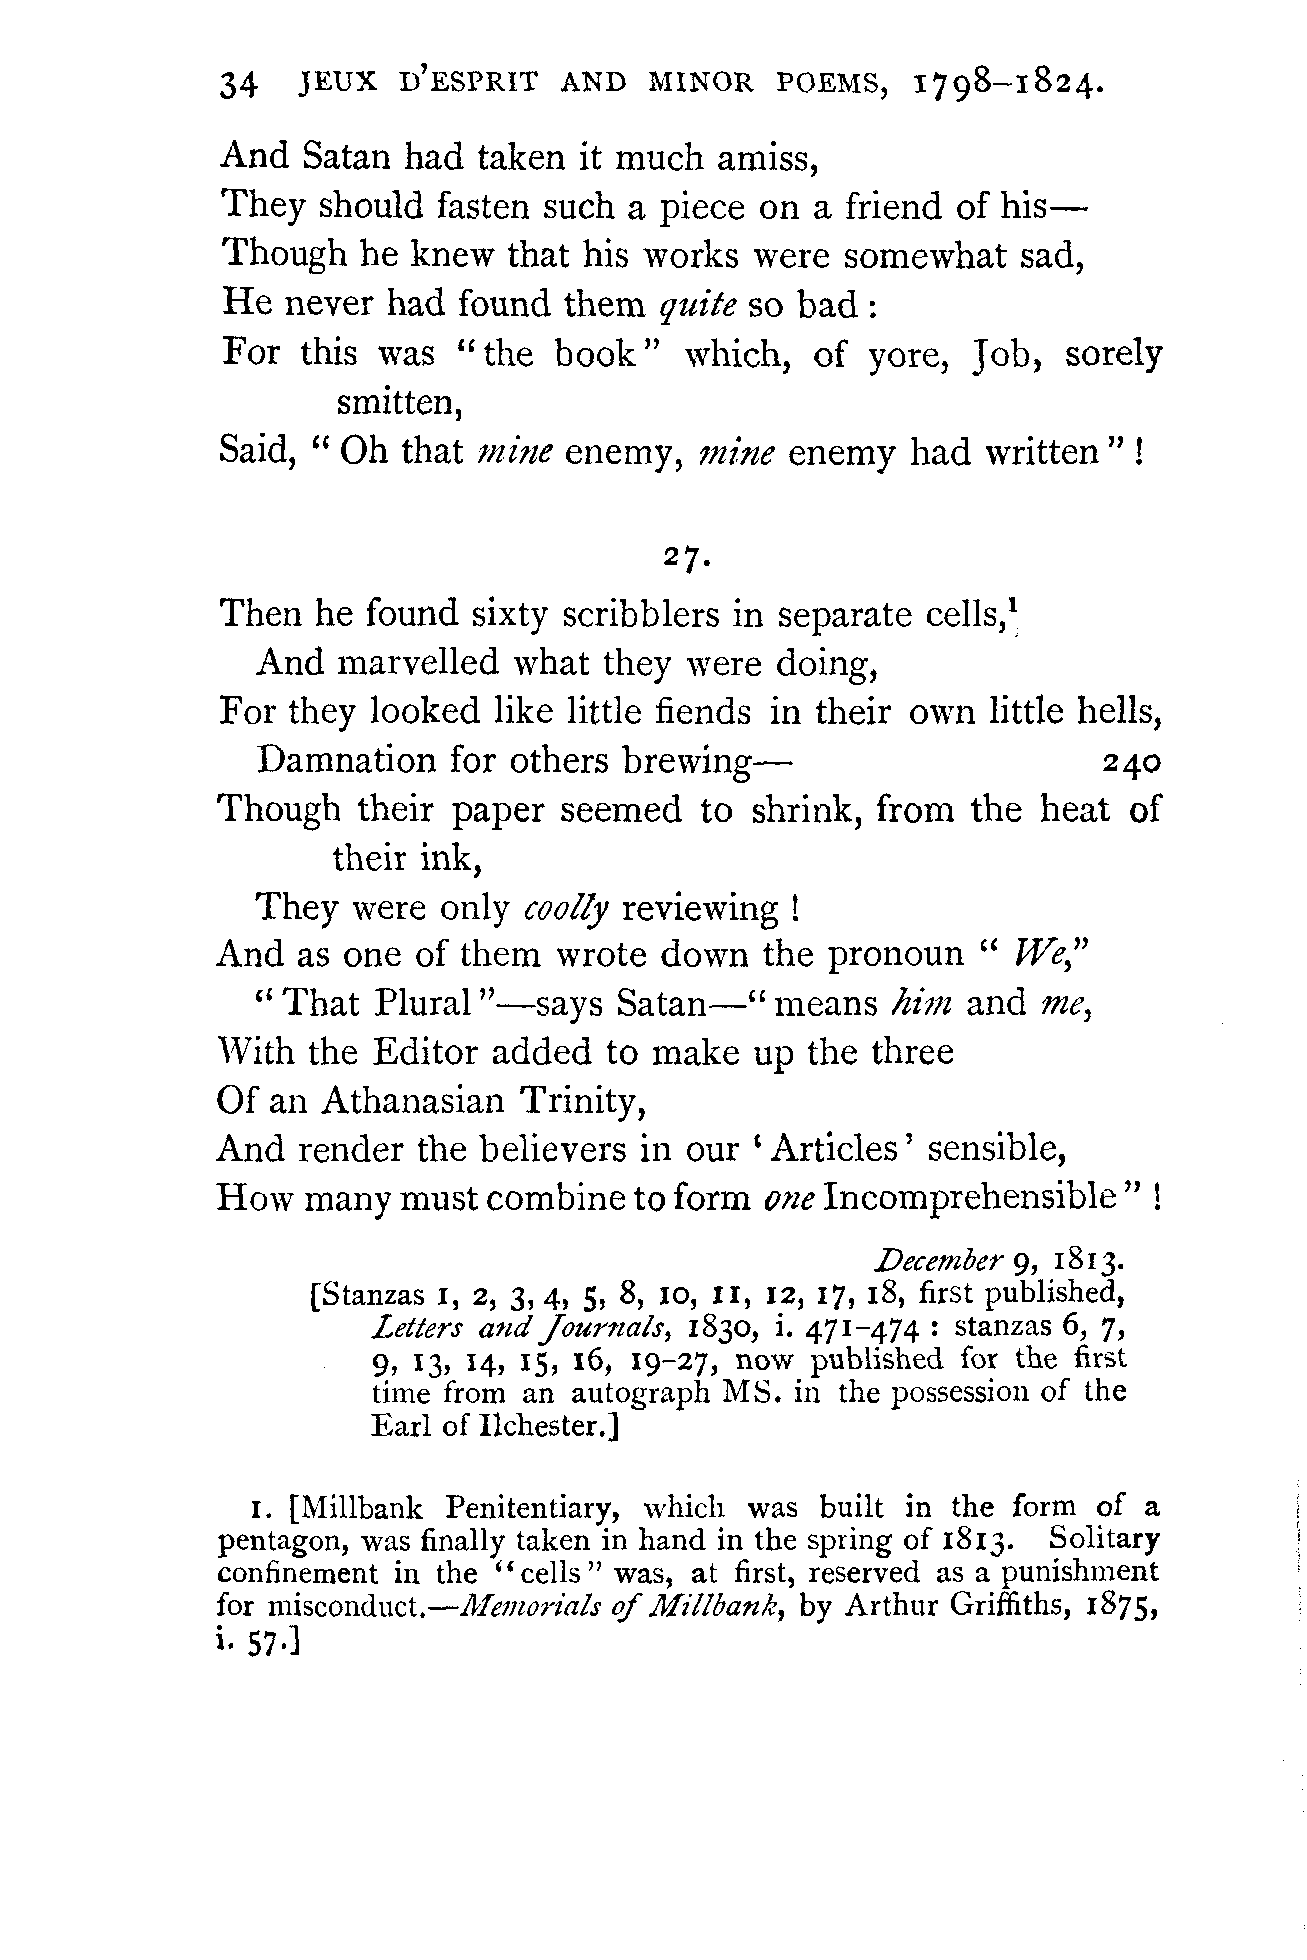 34 JEUX D'ESPRIT AND MINOR POEMS, 1798–1824.
And Satan had taken it much amiss,
They should fasten such a piece on a friend of his—
Though he knew that his works were somewhat sad,
He never had found them quite so bad :
For this was "the book" which, of yore, Job, sorely
smitten,
Said, "Oh that mine enemy, mine enemy had written" !
27.
Then he found sixty scribblers in separate cells,¹
And marvelled what they were doing,
For they looked like little fiends in their own little hells,
Damnation for others brewing— 240
Though their paper seemed to shrink, from the heat of
their ink,
They were only coolly reviewing !
And as one of them wrote down the pronoun "We,"
"That Plural"—says Satan—"means him and me,
With the Editor added to make up the three
Of an Athanasian Trinity,
And render the believers in our 'Articles' sensible,
How many must combine to form one Incomprehensible" !
December 9, 1813.
[Stanzas 1, 2, 3, 4, 5, 8, 10, 11, 12, 17, 18, first published,
Letters and Journals, 1830, i. 471–474 : stanzas 6, 7,
9, 13, 14, 15, 16, 19–27, now published for the first
time from an autograph MS. in the possession of the
Earl of Ilchester.]
1. [Millbank Penitentiary, which was built in the form of a
pentagon, was finally taken in hand in the spring of 1813. Solitary
confinement in the "cells" was, at first, reserved as a punishment
for misconduct.—Memorials of Millbank, by Arthur Griffiths, 1875,
i. 57.]